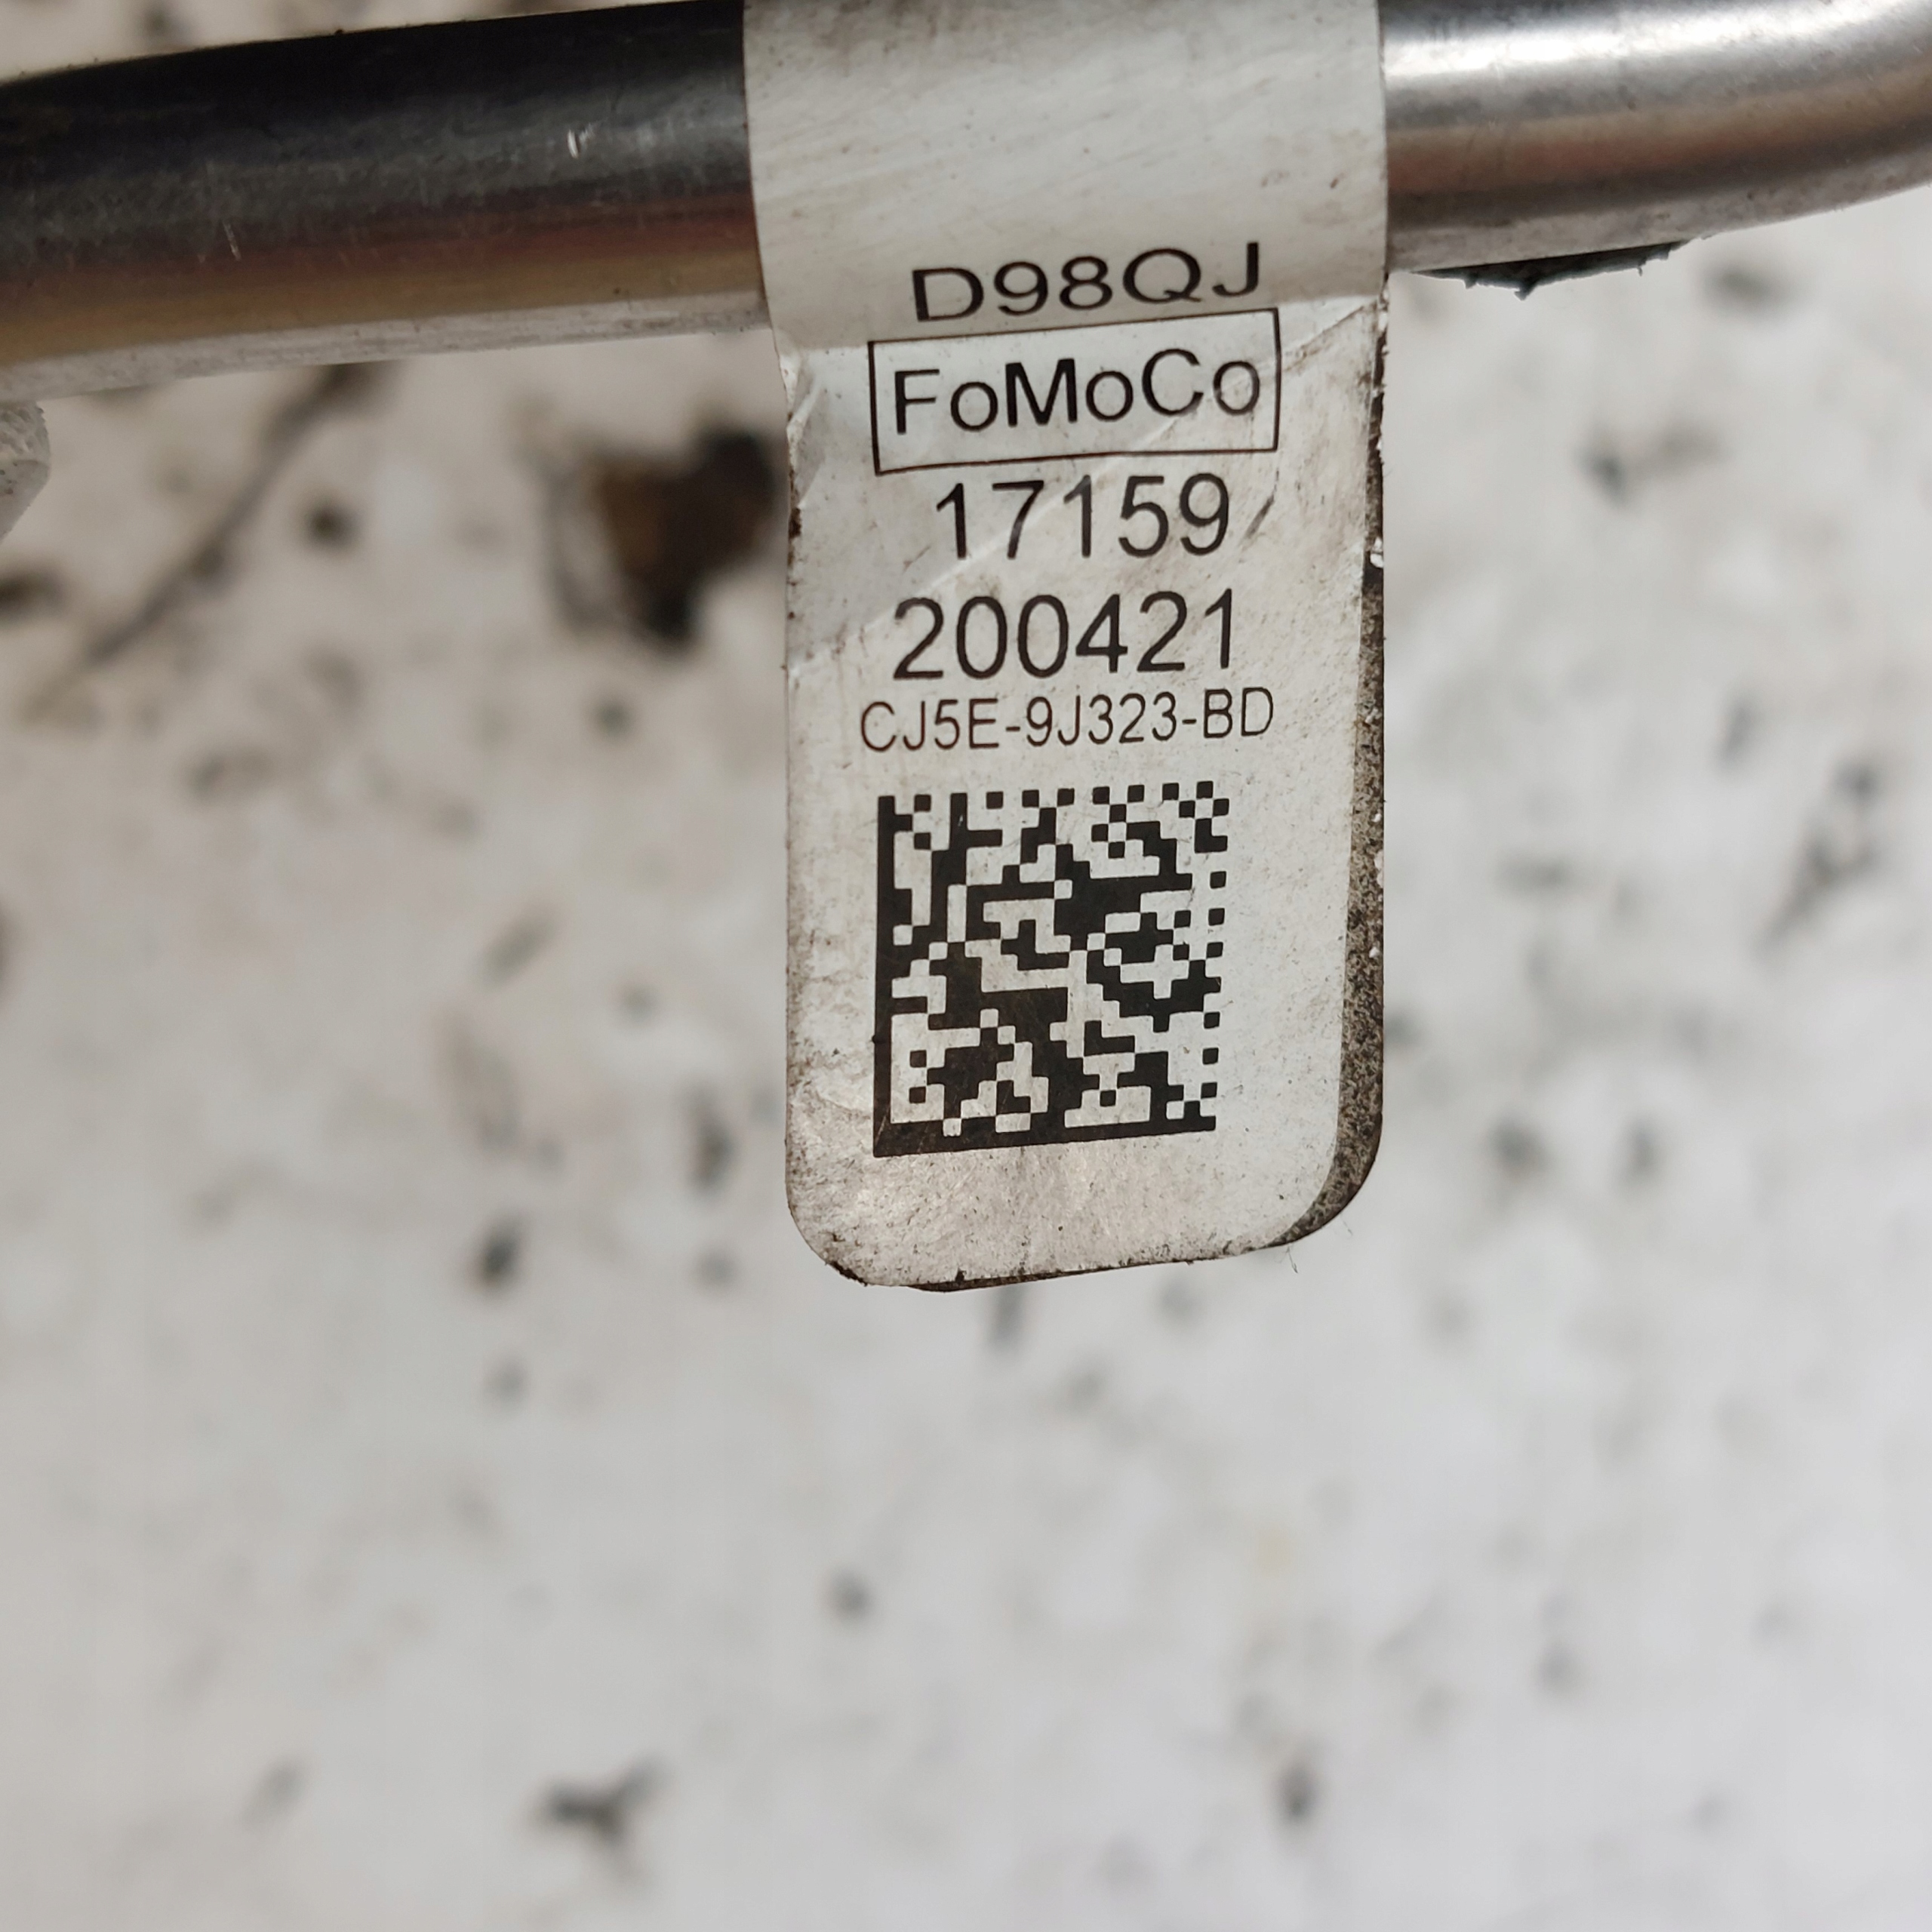 D98QJ
FoMoCo
17159
200421
CJ5E-9J323-BD